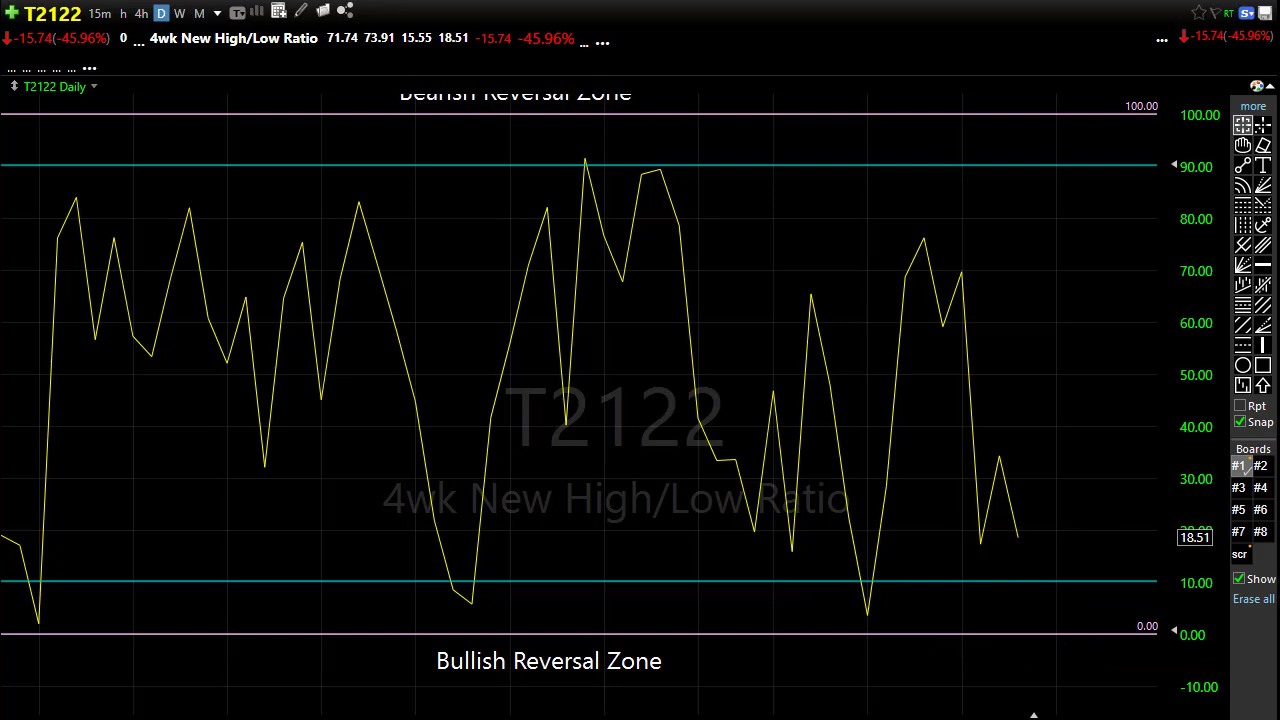 T2122 15m h 4h D W M T RT S
-15.74(-45.96%) 0 ... 4wk New High/Low Ratio 71.74 73.91 15.55 18.51 -15.74 -45.96% ... ... ... -15.74(-45.96%)
... ... ... ... ... ...
T2122 Daily
Bearish Reversal Zone
more
100.00
100.00
90.00
80.00
70.00
60.00
50.00
40.00
T2122
30.00
4wk New High/Low Ratio
20.00
18.51
10.00
0.00
0.00
Bullish Reversal Zone
-10.00
T
Rpt
Snap
Boards
#1 #2
#3 #4
#5 #6
#7 #8
scr
Show
Erase all